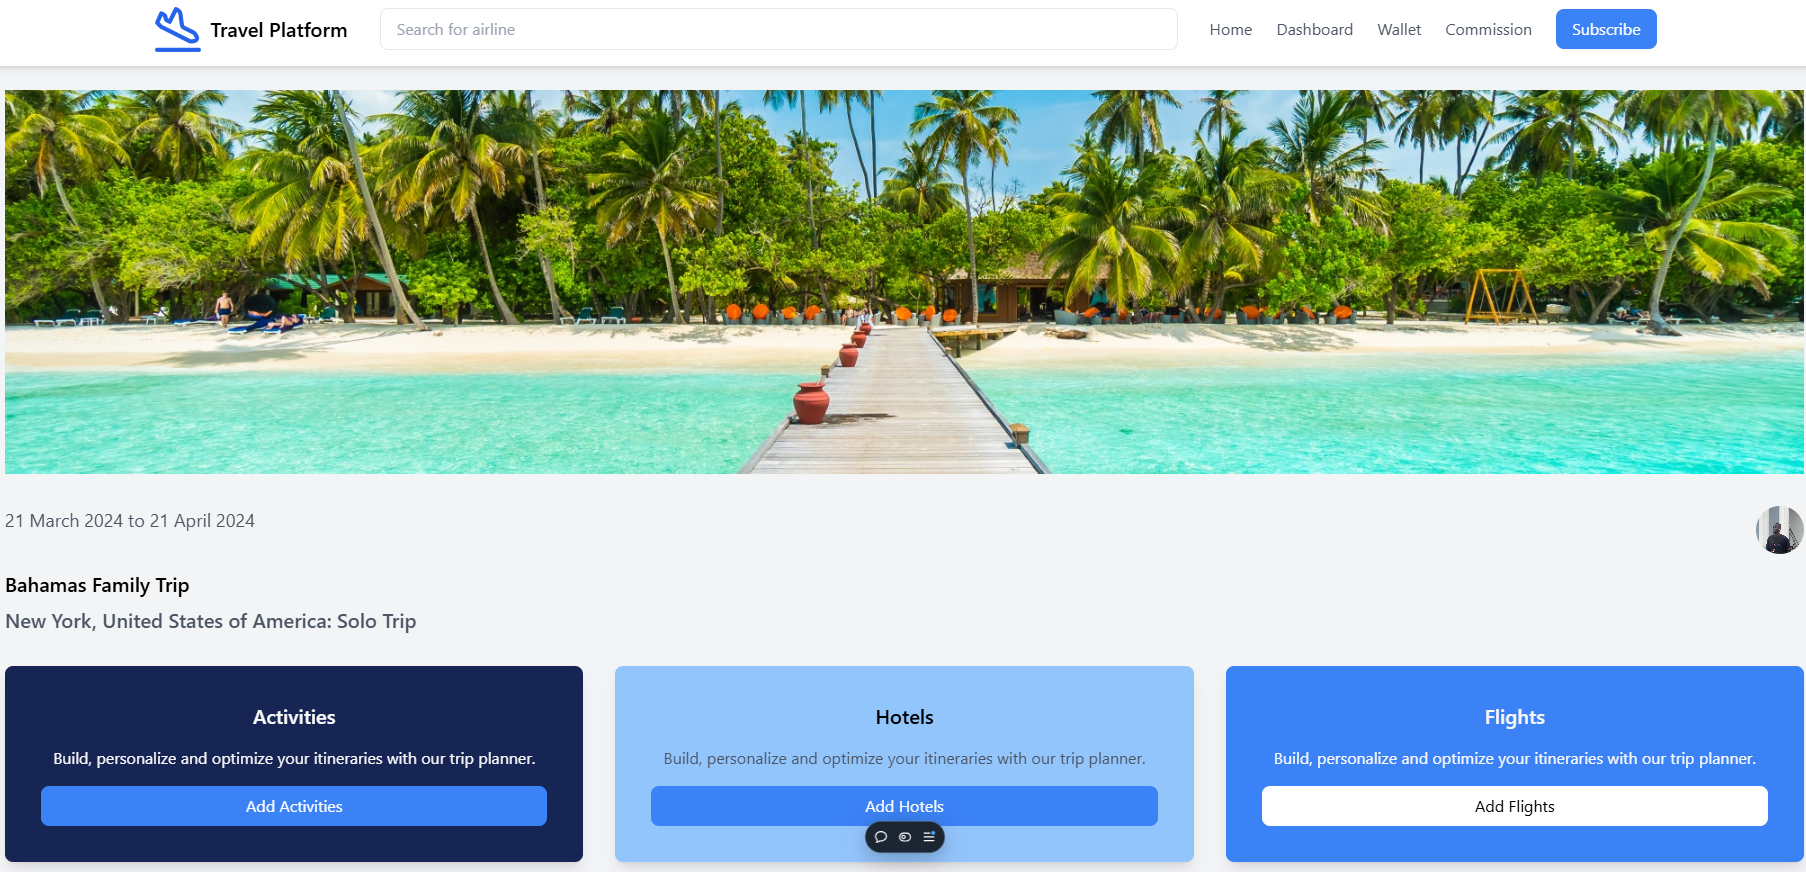 Travel Platform
Search for airline
Home Dashboard Wallet Commission Subscribe
21 March 2024 to 21 April 2024
Bahamas Family Trip
New York, United States of America: Solo Trip
Activities
Build, personalize and optimize your itineraries with our trip planner.
Add Activities
Hotels
Build, personalize and optimize your itineraries with our trip planner.
Add Hotels
Flights
Build, personalize and optimize your itineraries with our trip planner.
Add Flights